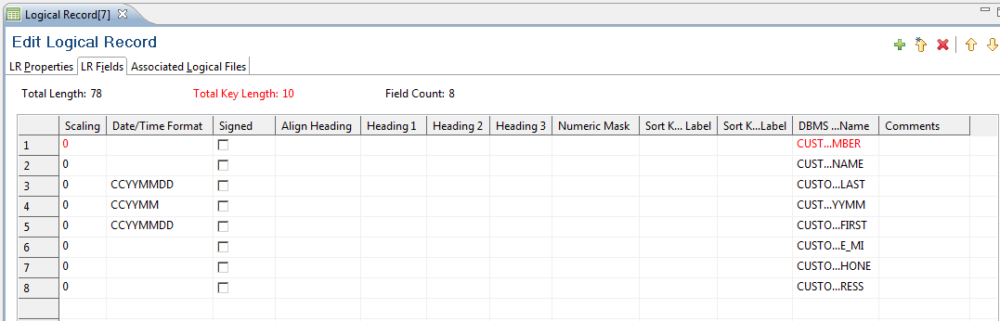 Logical Record[7]
Edit Logical Record
LR Properties LR Fields Associated Logical Files
Total Length: 78 Total Key Length: 10 Field Count: 8
Scaling Date/Time Format Signed Align Heading Heading 1 Heading 2 Heading 3 Numeric Mask Sort K... Label Sort K...Label DBMS ...Name Comments
1 0 CUST...MBER
2 0 CUST...NAME
3 0 CCYYMMDD CUSTO...LAST
4 0 CCYYMM CUST...YYMM
5 0 CCYYMMDD CUSTO...FIRST
6 0 CUSTO...E_MI
7 0 CUSTO...HONE
8 0 CUSTO...RESS